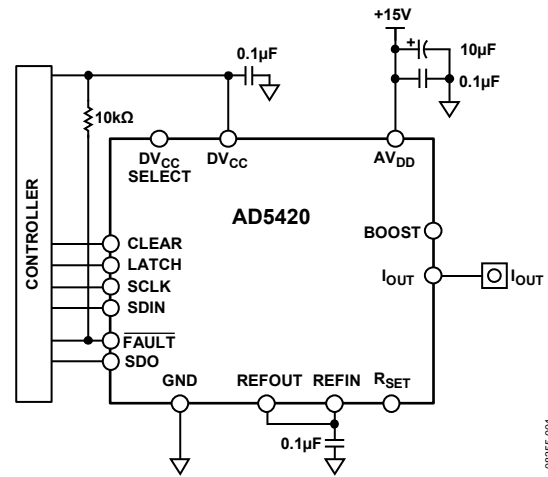 +15V
0.1µF
10µF
0.1µF
10kΩ
DVCC
SELECT
DVCC
AVDD
CONTROLLER
AD5420
BOOST
CLEAR
LATCH
SCLK
SDIN
FAULT
SDO
IOUT
IOUT
GND
REFOUT
REFIN
RSET
0.1µF